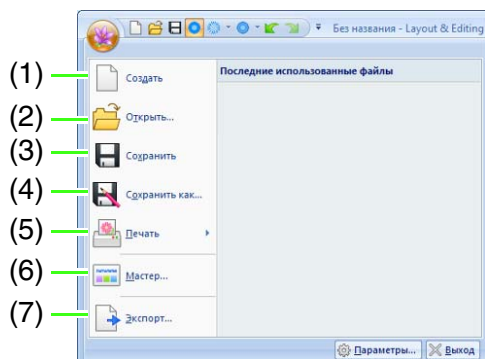 Без названия - Layout & Editing
(1) Создать
Последние использованные файлы
(2) Открыть...
(3) Сохранить
(4) Сохранить как...
(5) Печать
(6) Мастер...
(7) Экспорт...
Параметры... Выход